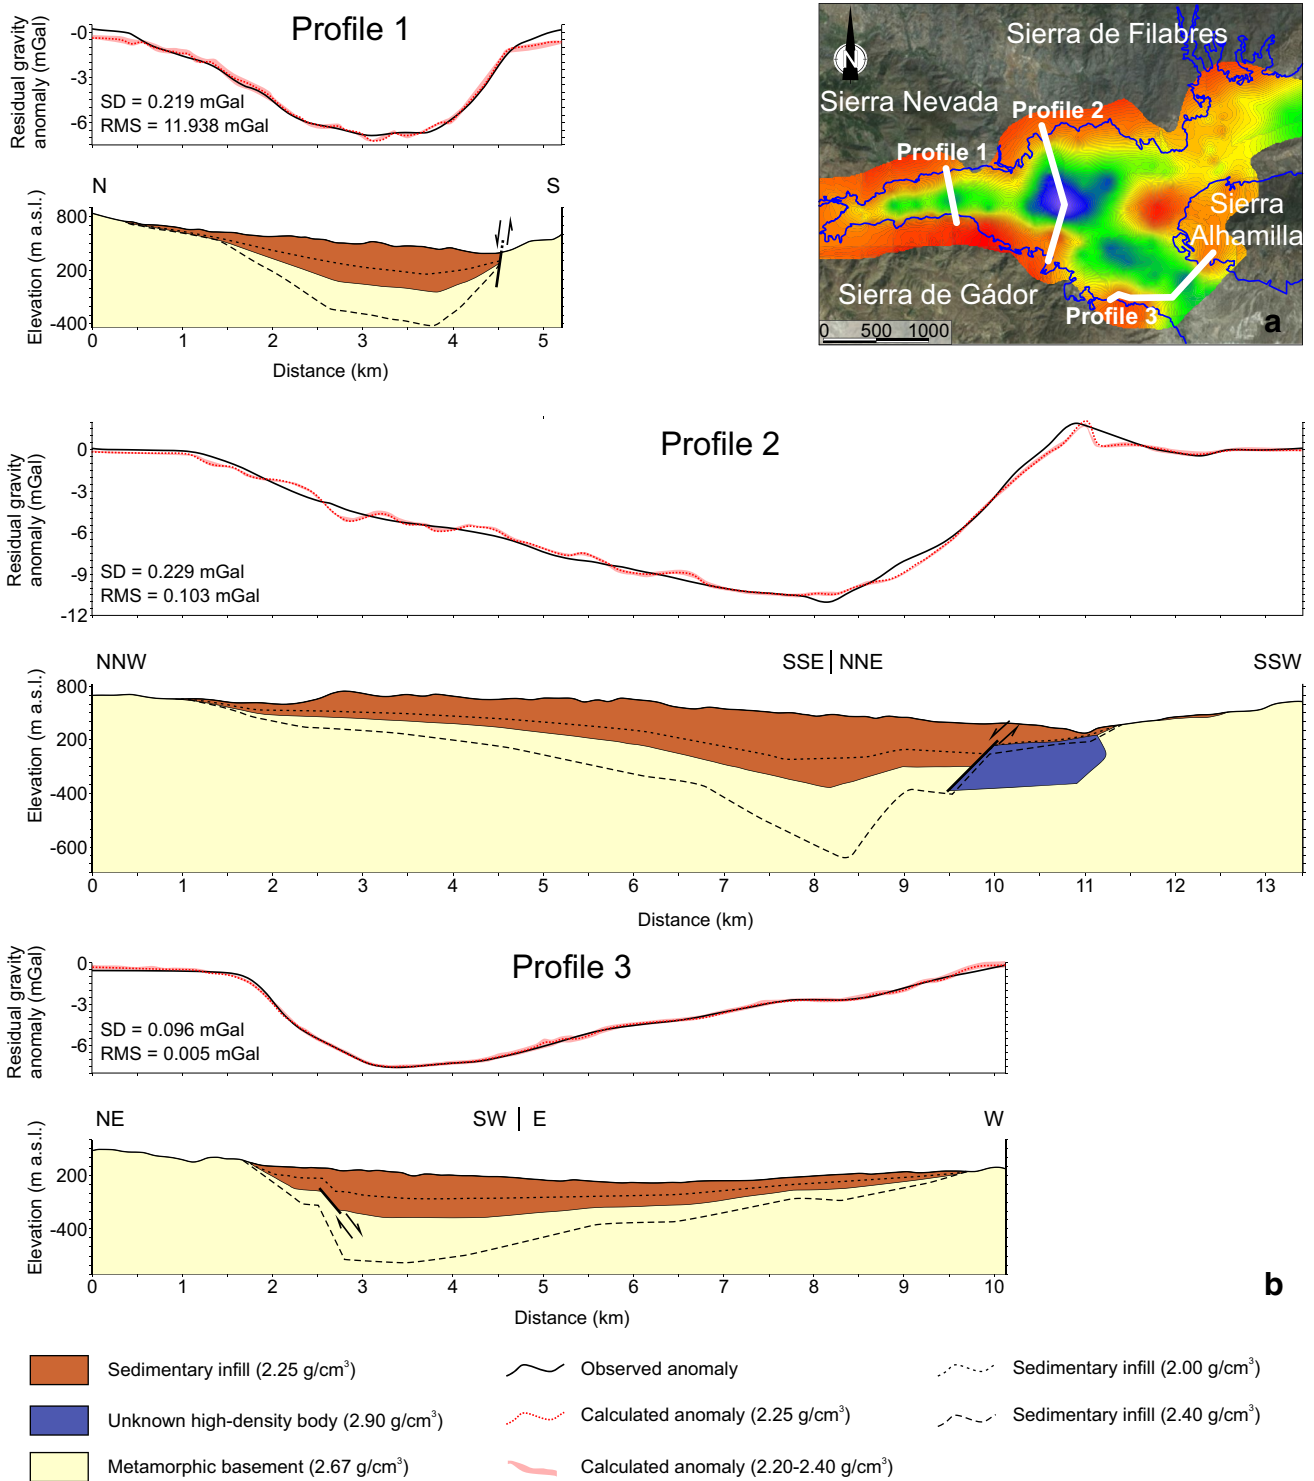 Profile 1
Residual gravity
anomaly (mGal)
-0
-3
-6
SD = 0.219 mGal
RMS = 11.938 mGal
N
S
Elevation (m a.s.l.)
800
200
-400
0 1 2 3 4 5
Distance (km)
Sierra de Filabres
N
Sierra Nevada
Profile 2
Profile 1
Sierra
Alhamilla
Sierra de Gádor
Profile 3
0 500 1000
a
Profile 2
Residual gravity
anomaly (mGal)
0
-3
-6
-9
-12
SD = 0.229 mGal
RMS = 0.103 mGal
NNW
SSE | NNE
SSW
Elevation (m a.s.l.)
800
200
-400
-600
0 1 2 3 4 5 6 7 8 9 10 11 12 13
Distance (km)
Profile 3
Residual gravity
anomaly (mGal)
0
-3
-6
SD = 0.096 mGal
RMS = 0.005 mGal
NE
SW | E
W
Elevation (m a.s.l.)
200
-400
0 1 2 3 4 5 6 7 8 9 10
Distance (km)
b
Sedimentary infill (2.25 g/cm³)
Observed anomaly
Sedimentary infill (2.00 g/cm³)
Unknown high-density body (2.90 g/cm³)
Calculated anomaly (2.25 g/cm³)
Sedimentary infill (2.40 g/cm³)
Metamorphic basement (2.67 g/cm³)
Calculated anomaly (2.20-2.40 g/cm³)